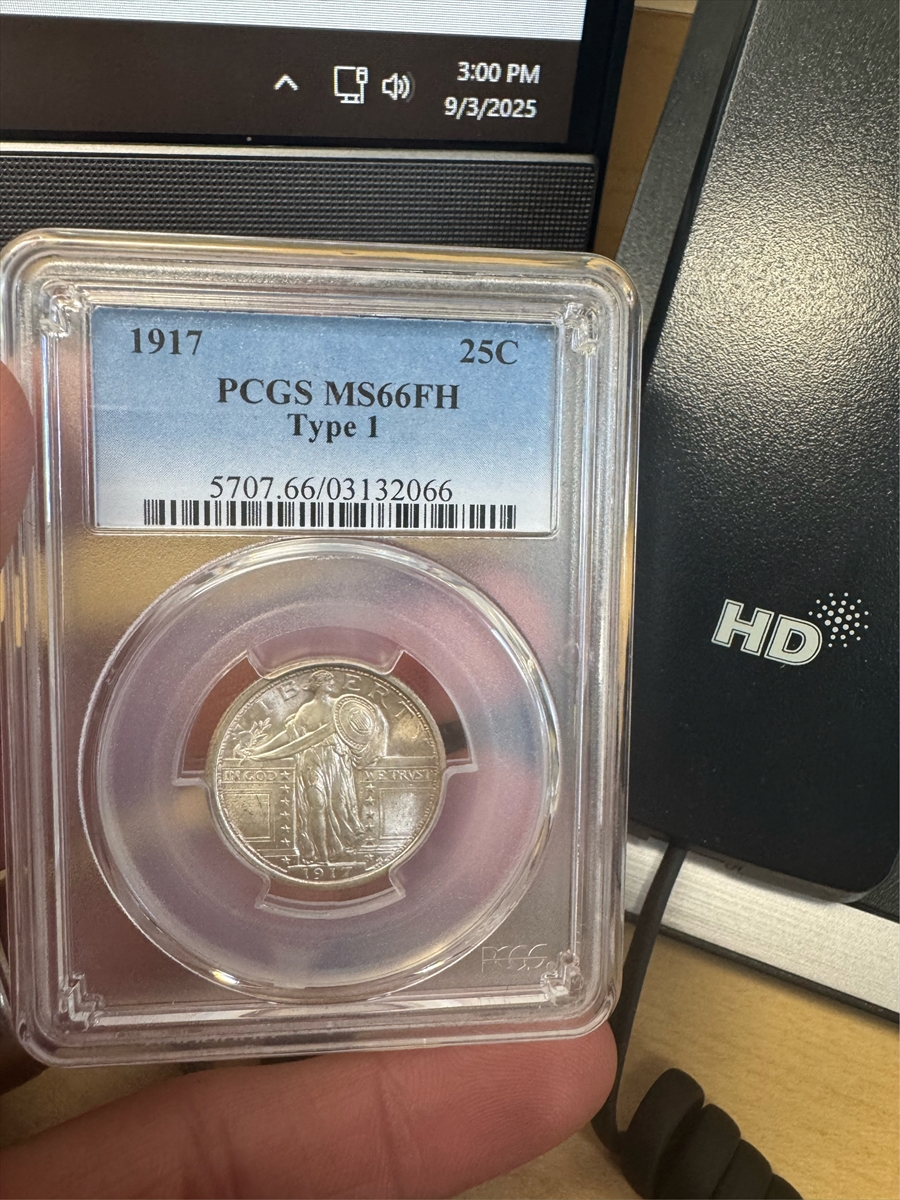 3:00 PM
9/3/2025
1917 25C
PCGS MS66FH
Type 1
5707.66/03132066
HD
LIBERTY
IN GOD WE TRVST
1917
PCGS